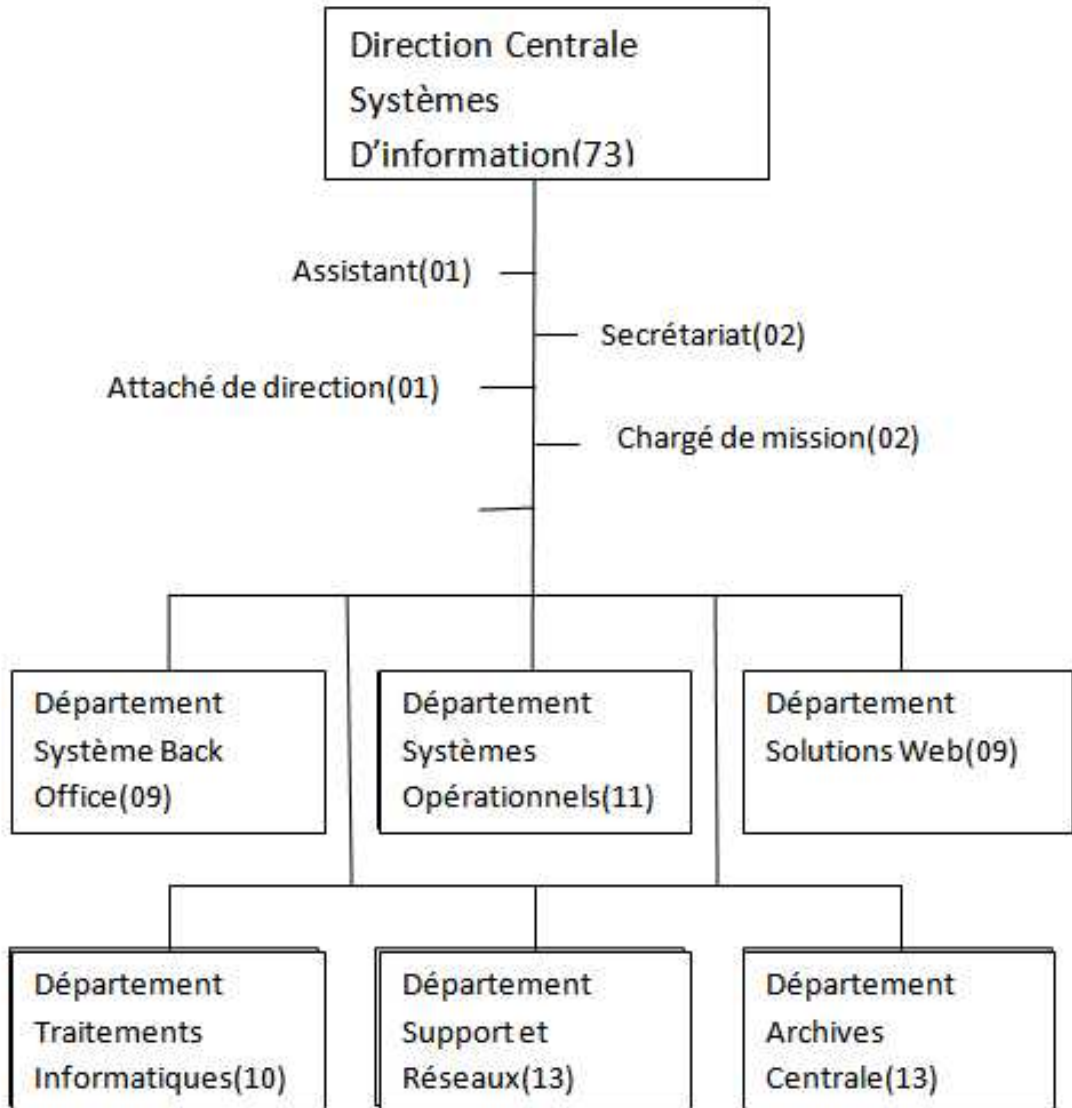 Direction Centrale
Systèmes
D'information(73)
Assistant(01)
Secrétariat(02)
Attaché de direction(01)
Chargé de mission(02)
Département
Système Back
Office(09)
Département
Systèmes
Opérationnels(11)
Département
Solutions Web(09)
Département
Traitements
Informatiques(10)
Département
Support et
Réseaux(13)
Département
Archives
Centrale(13)